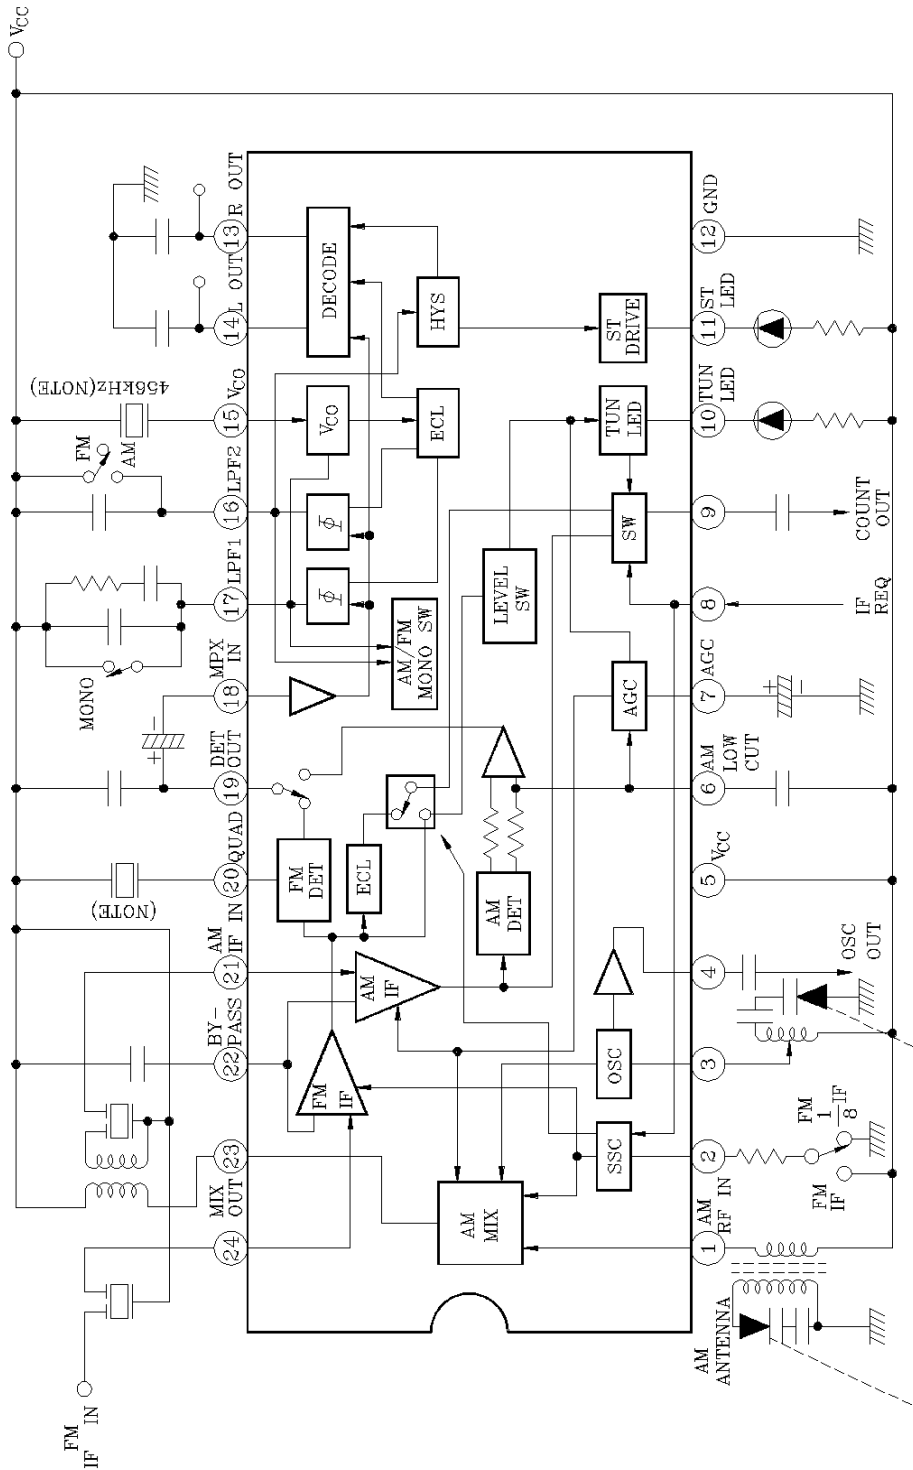 VCC
R OUT
13
L OUT
14
456kHz(NOTE)
VCO
15
FM
AM
LPF2
16
LPF1
17
MONO
MPX
IN
18
DET
OUT
19
+
-
QUAD
20
(NOTE)
AM
IF IN
21
BY-
PASS
22
MIX
OUT
23
24
FM
IF IN
DECODE
HYS
ST
DRIVE
VCO
ECL
TUN
LED
Φ
Φ
SW
LEVEL
SW
AM/FM
MONO SW
AGC
FM
DET
ECL
AM
DET
AM
IF
FM
IF
OSC
SSC
AM
MIX
12
GND
11
ST
LED
10
TUN
LED
9
COUNT
OUT
8
IF
REQ
7
AGC
+
-
6
AM
LOW
CUT
5
VCC
4
OSC
OUT
3
2
FM
1
8
IF
FM
IF
1
AM
RF IN
AM
ANTENNA